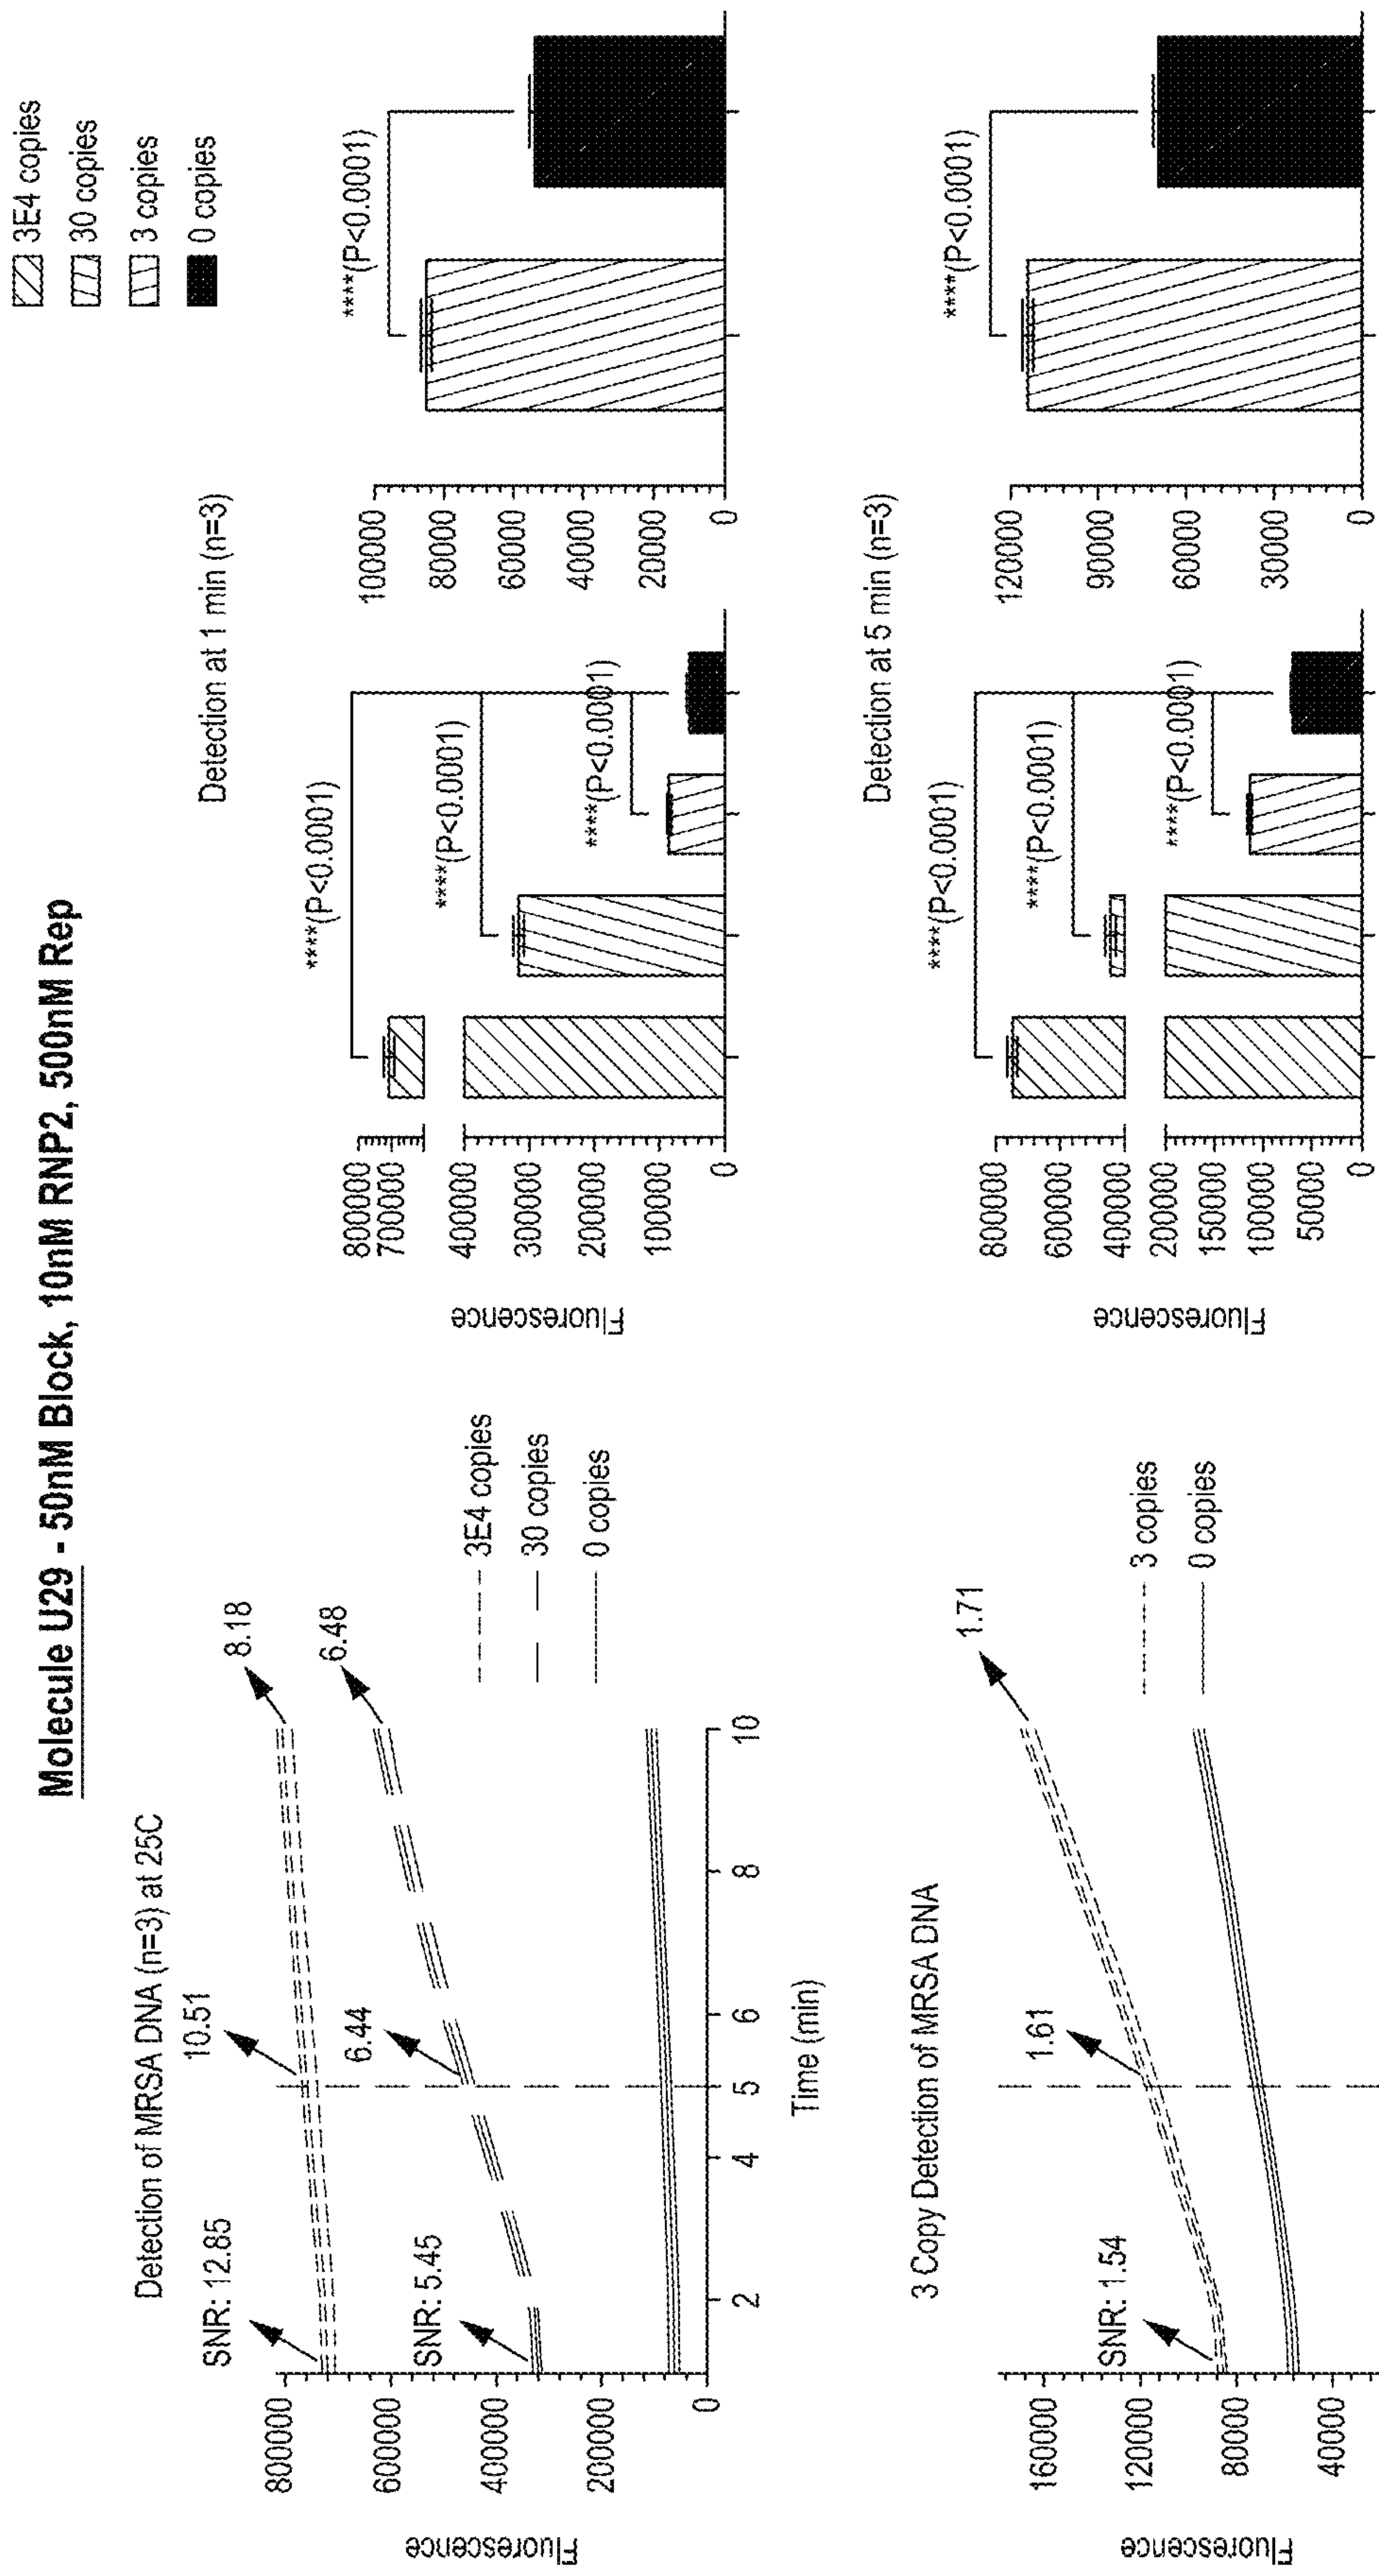 Molecule U29 - 50nM Block, 10nM RNP2, 500nM Rep
Detection of MRSA DNA (n=3) at 25C
Fluorescence
800000
600000
400000
200000
0
SNR: 12.85
10.51
8.18
SNR: 5.45
6.44
6.48
2
4
5
6
8
10
Time (min)
3E4 copies
30 copies
0 copies
3 Copy Detection of MRSA DNA
Fluorescence
160000
120000
80000
40000
SNR: 1.54
1.61
1.71
3 copies
0 copies
3E4 copies
30 copies
3 copies
0 copies
Detection at 1 min (n=3)
Fluorescence
800000
700000
400000
300000
200000
100000
0
****(P<0.0001)
****(P<0.0001)
****(P<0.0001)
100000
80000
60000
40000
20000
0
****(P<0.0001)
Detection at 5 min (n=3)
Fluorescence
800000
600000
400000
200000
150000
100000
50000
0
****(P<0.0001)
****(P<0.0001)
****(P<0.0001)
120000
90000
60000
30000
0
****(P<0.0001)